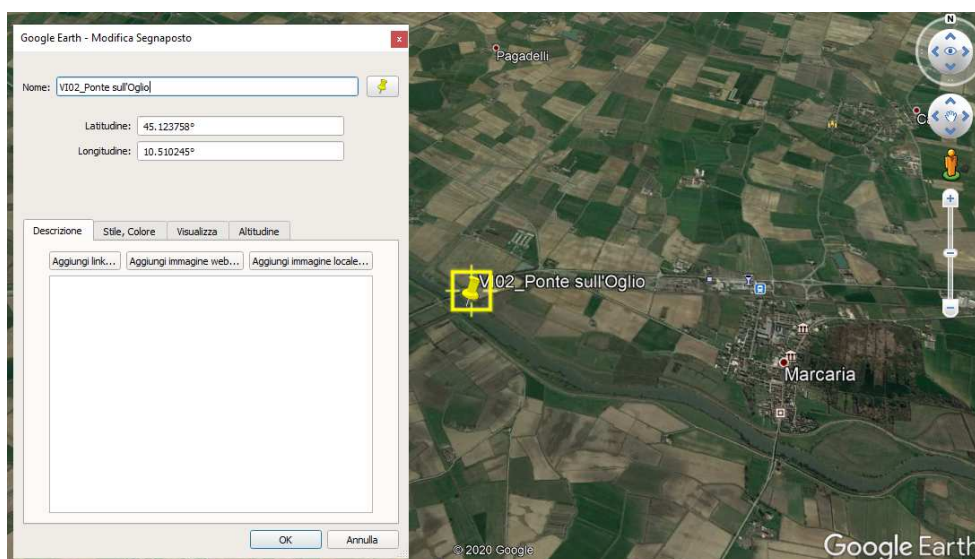 Google Earth - Modifica Segnaposto
x
Nome: VI02_Ponte sull'Oglio
Latitudine: 45.123758°
Longitudine: 10.510245°
Descrizione Stile, Colore Visualizza Altitudine
Aggiungi link... Aggiungi immagine web... Aggiungi immagine locale...
OK Annulla
N
Pagadelli
VI02_Ponte sull'Oglio
Marcaria
© 2020 Google
Google Earth